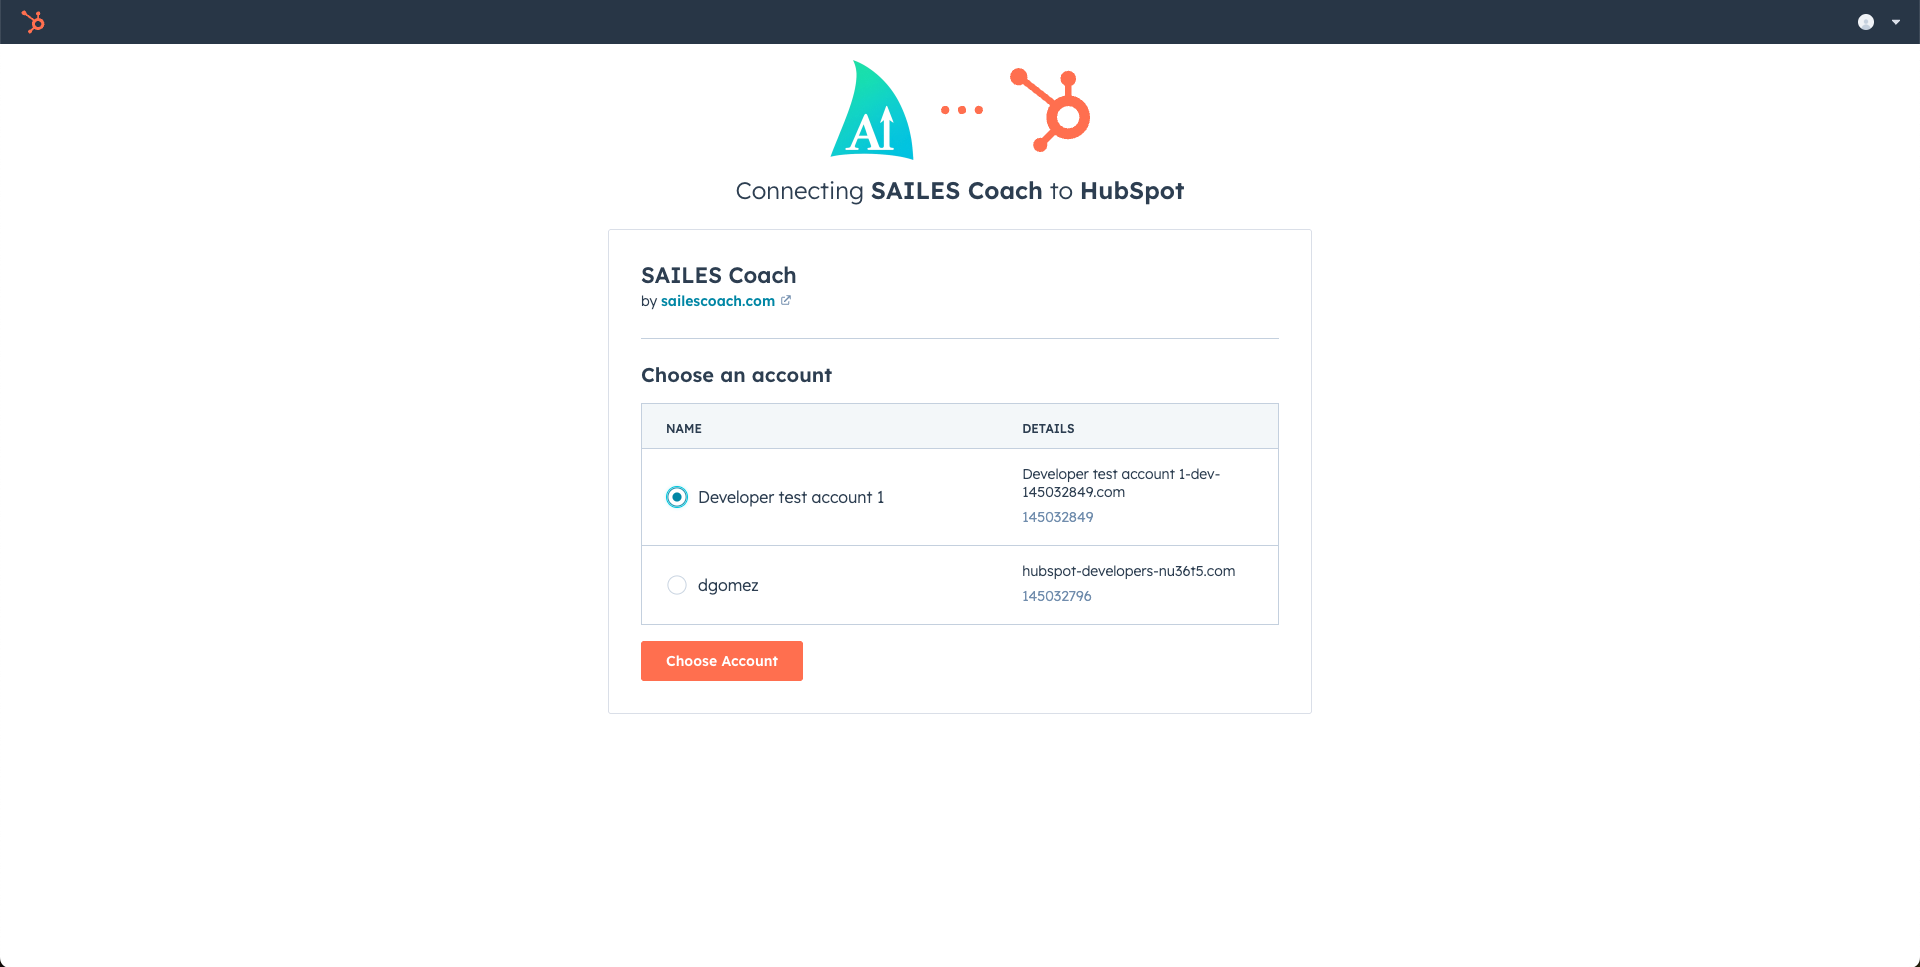 AI
Connecting SAILES Coach to HubSpot
SAILES Coach
by sailescoach.com
Choose an account
NAME DETAILS
Developer test account 1
Developer test account 1-dev-
145032849.com
145032849
dgomez
hubspot-developers-nu36t5.com
145032796
Choose Account